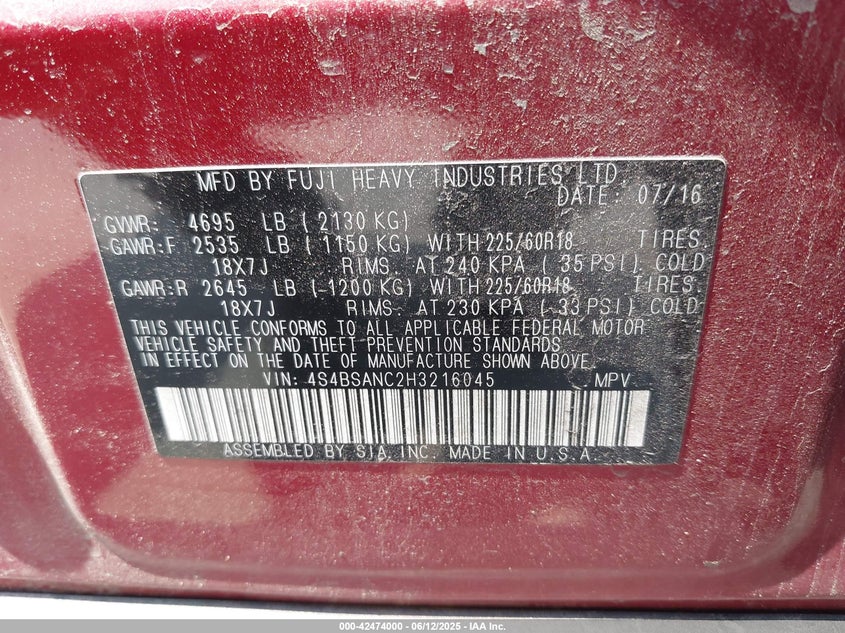 MFD BY FUJI HEAVY INDUSTRIES LTD.
DATE: 07/16
GVWR: 4695 LB ( 2130 KG)
GAWR:F 2535 LB ( 1150 KG) WITH 225/60R18 TIRES.
18X7J RIMS. AT 240 KPA ( 35 PSI) COLD
GAWR:R 2645 LB ( 1200 KG) WITH 225/60R18 TIRES.
18X7J RIMS. AT 230 KPA ( 33 PSI) COLD
THIS VEHICLE CONFORMS TO ALL APPLICABLE FEDERAL MOTOR
VEHICLE SAFETY AND THEFT PREVENTION STANDARDS
IN EFFECT ON THE DATE OF MANUFACTURE SHOWN ABOVE.
VIN: 4S4BSANC2H3216045 MPV
ASSEMBLED BY SIA, INC. MADE IN U.S.A.
000-42474000 - 06/12/2025 - IAA Inc.